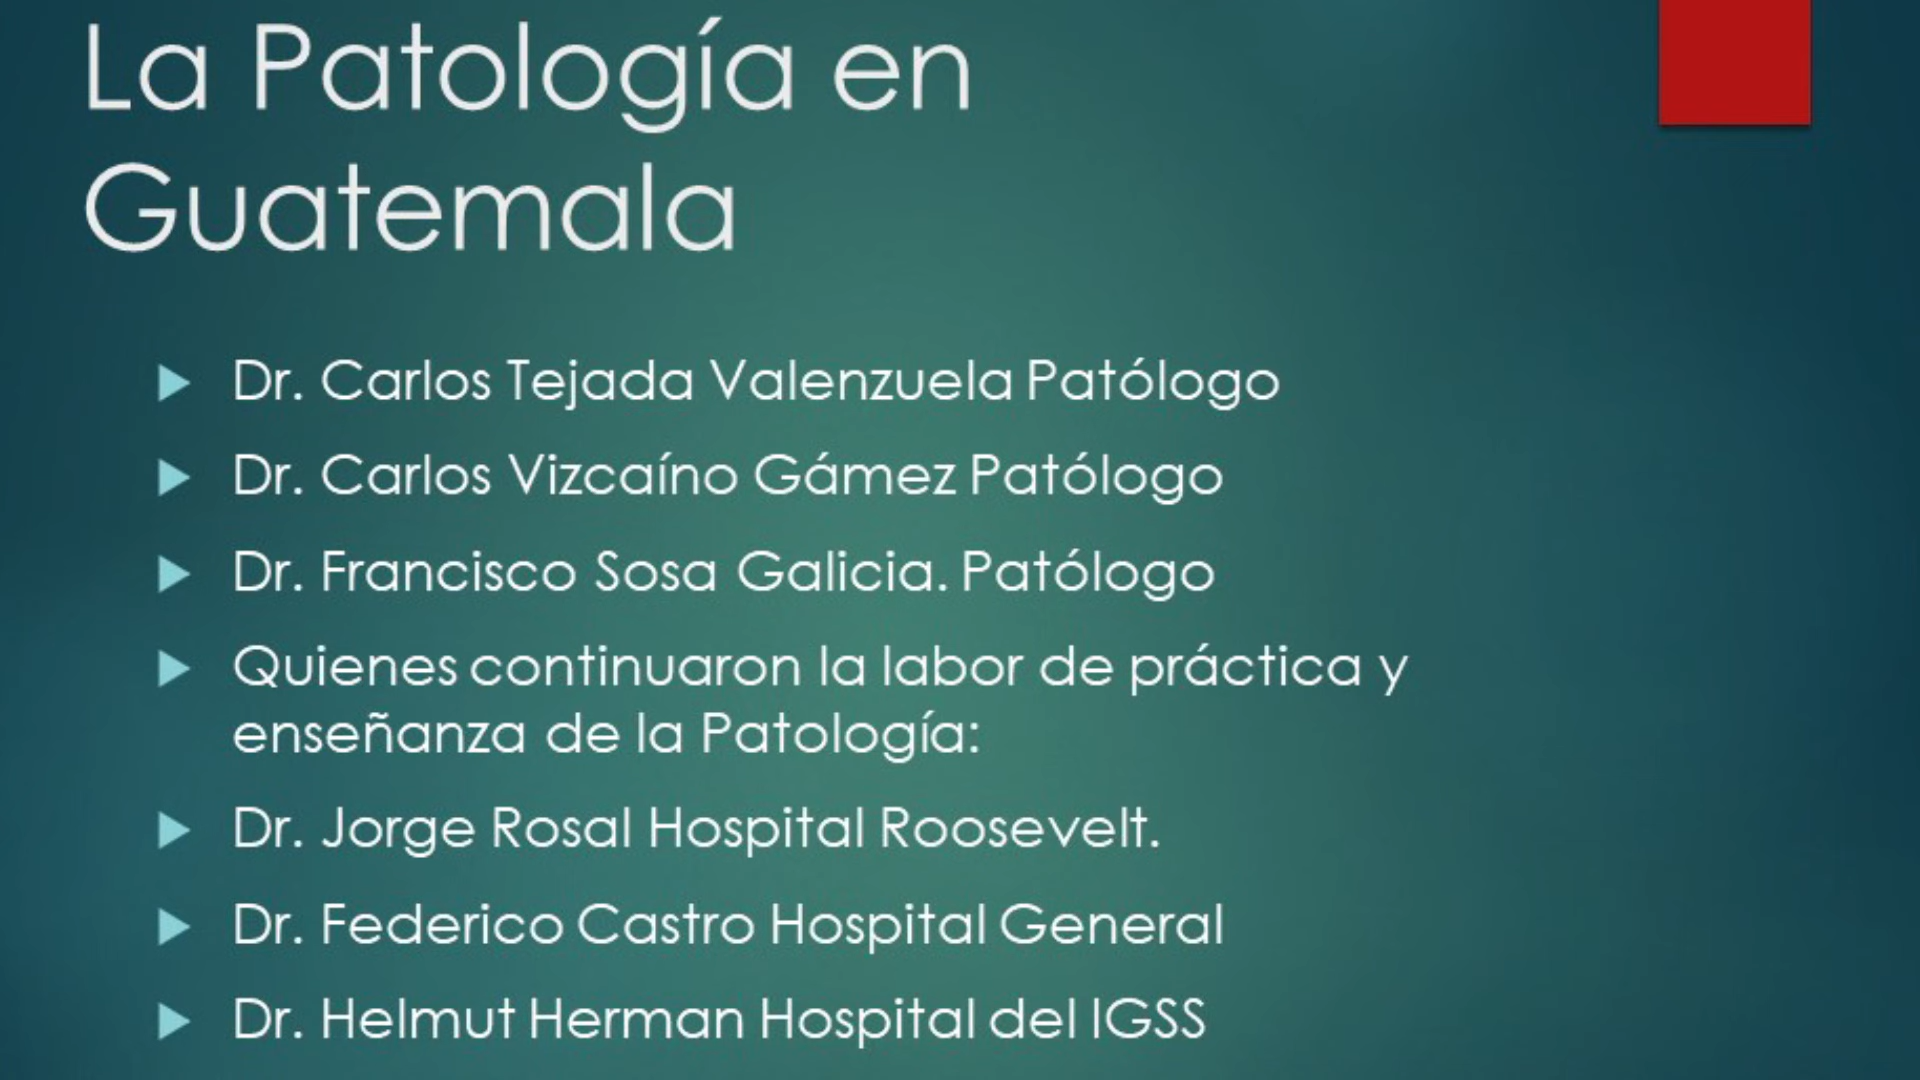 La Patología en
Guatemala
Dr. Carlos Tejada Valenzuela Patólogo
Dr. Carlos Vizcaíno Gámez Patólogo
Dr. Francisco Sosa Galicia. Patólogo
Quienes continuaron la labor de práctica y
enseñanza de la Patología:
Dr. Jorge Rosal Hospital Roosevelt.
Dr. Federico Castro Hospital General
Dr. Helmut Herman Hospital del IGSS